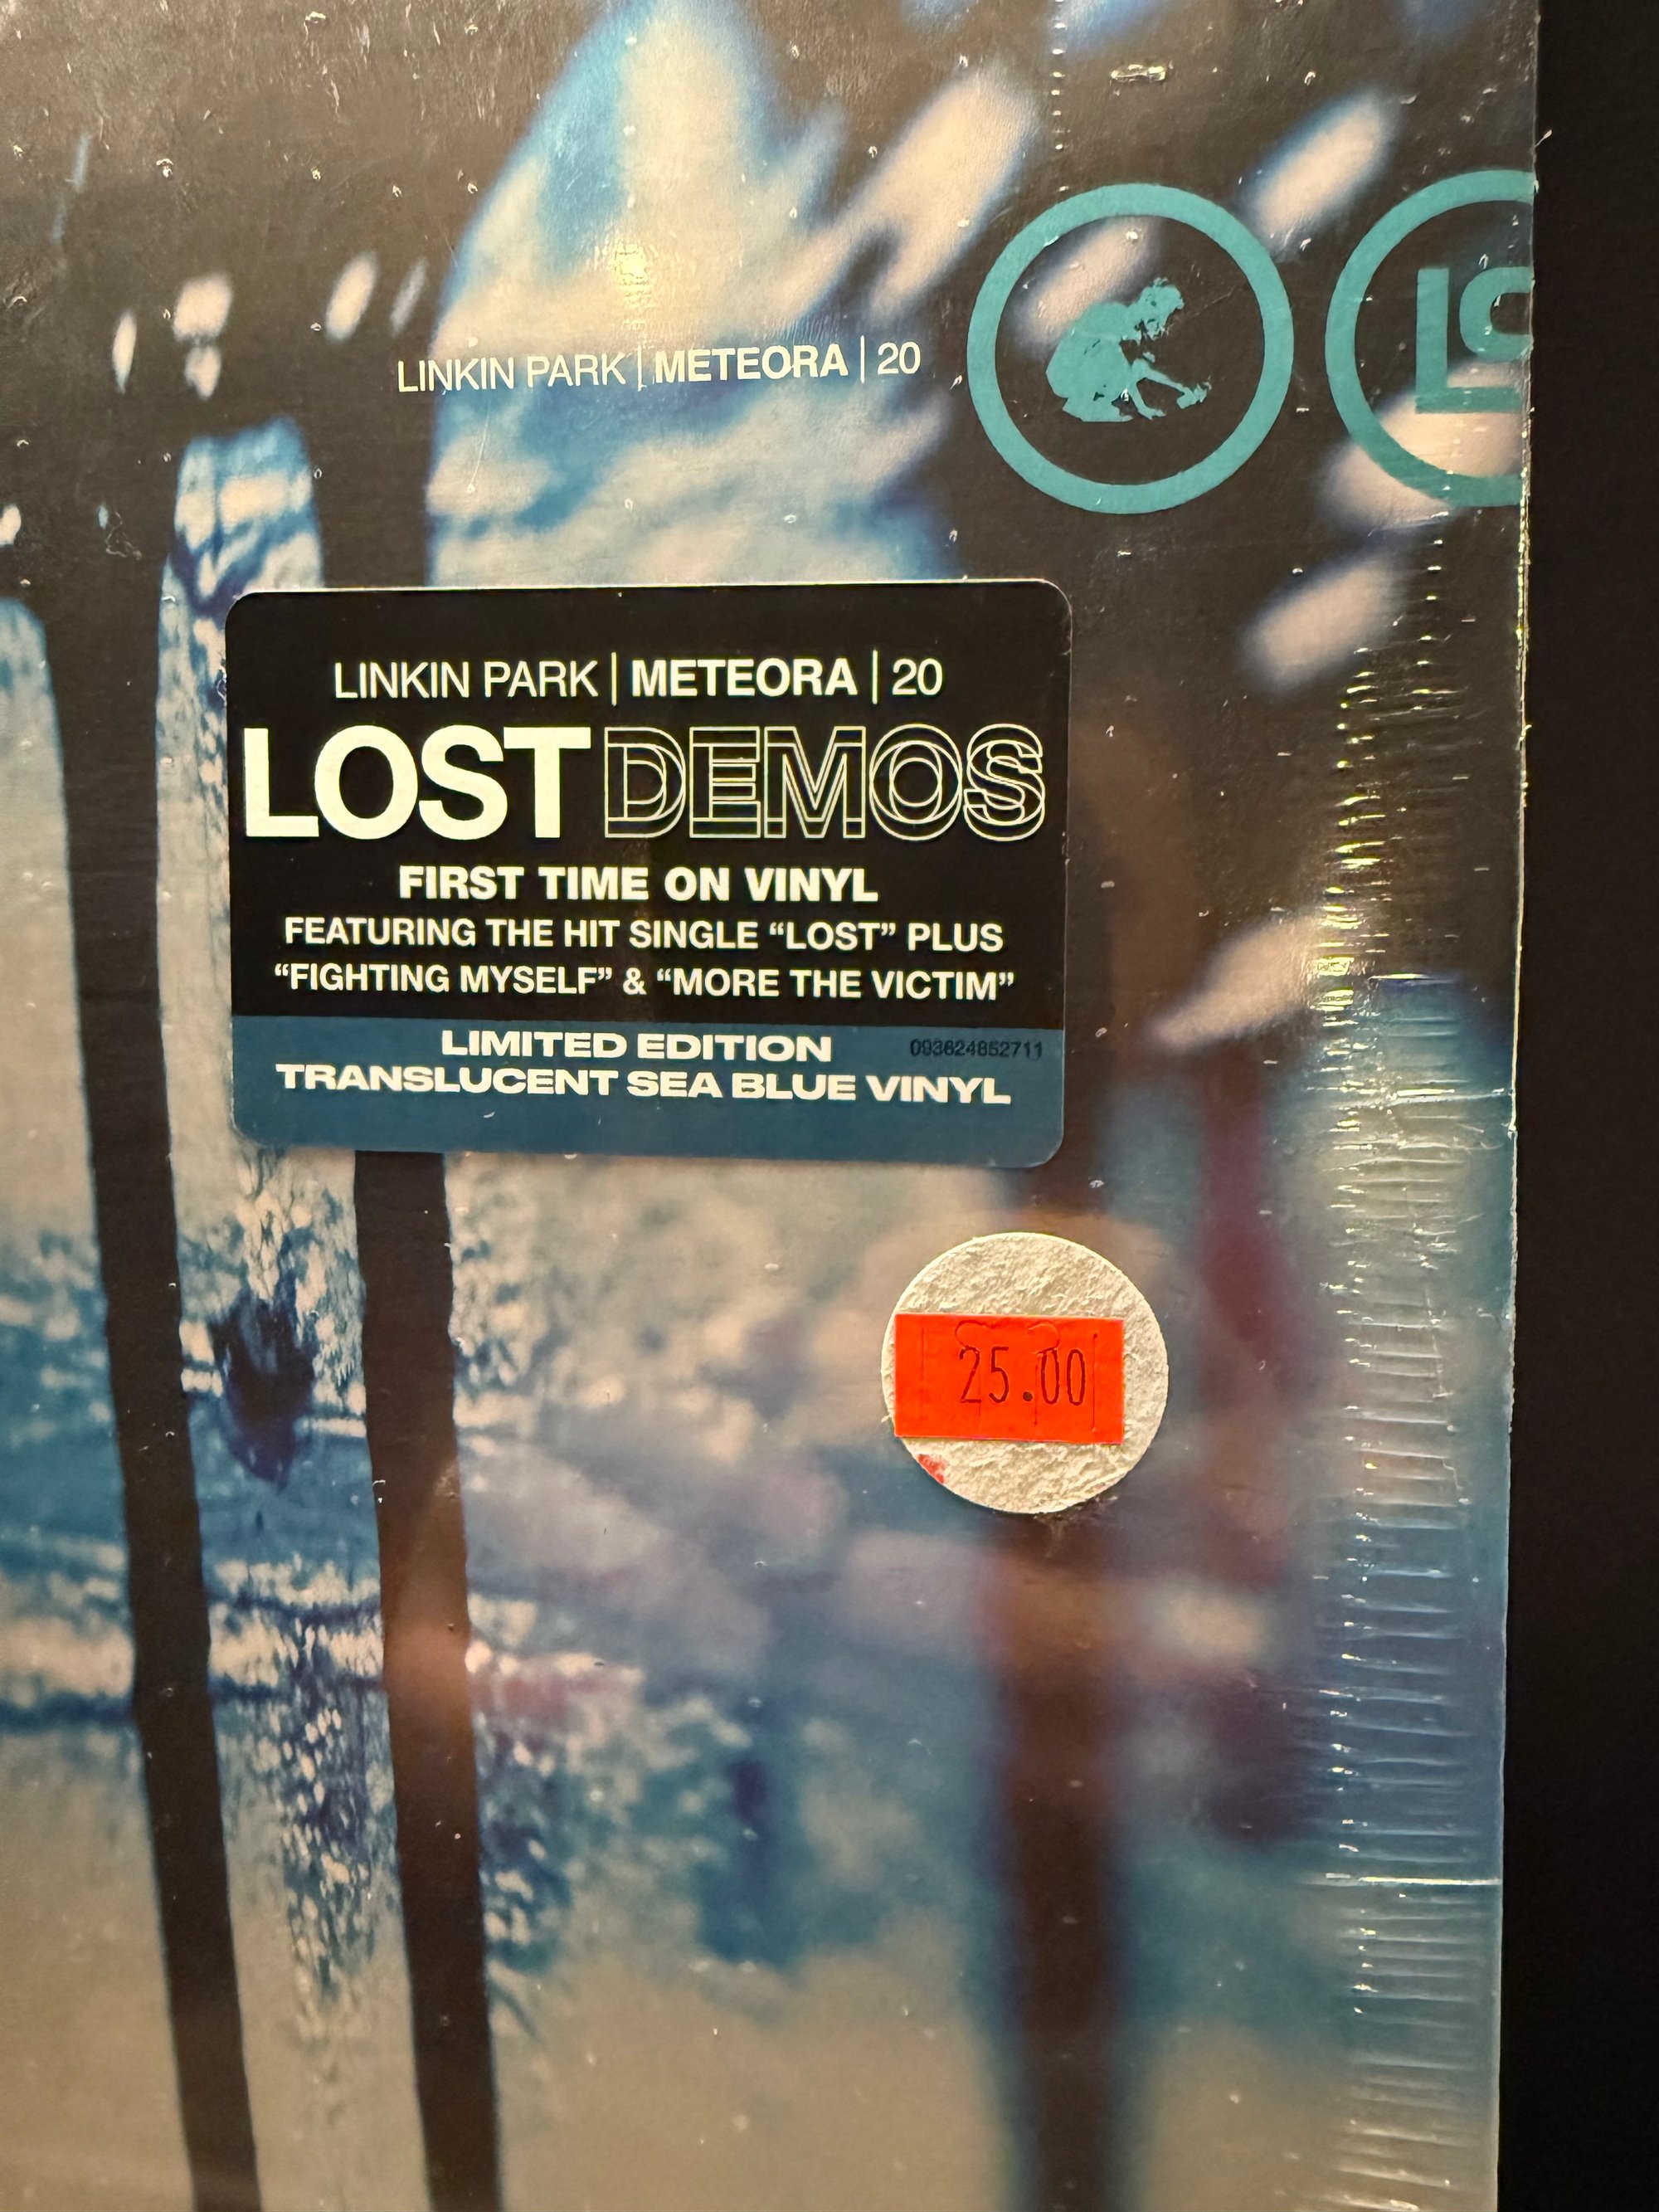 LINKIN PARK | METEORA | 20
LINKIN PARK | METEORA | 20
LOST DEMOS
FIRST TIME ON VINYL
FEATURING THE HIT SINGLE “LOST” PLUS
“FIGHTING MYSELF” & “MORE THE VICTIM”
LIMITED EDITION
093624852711
TRANSLUCENT SEA BLUE VINYL
25.00